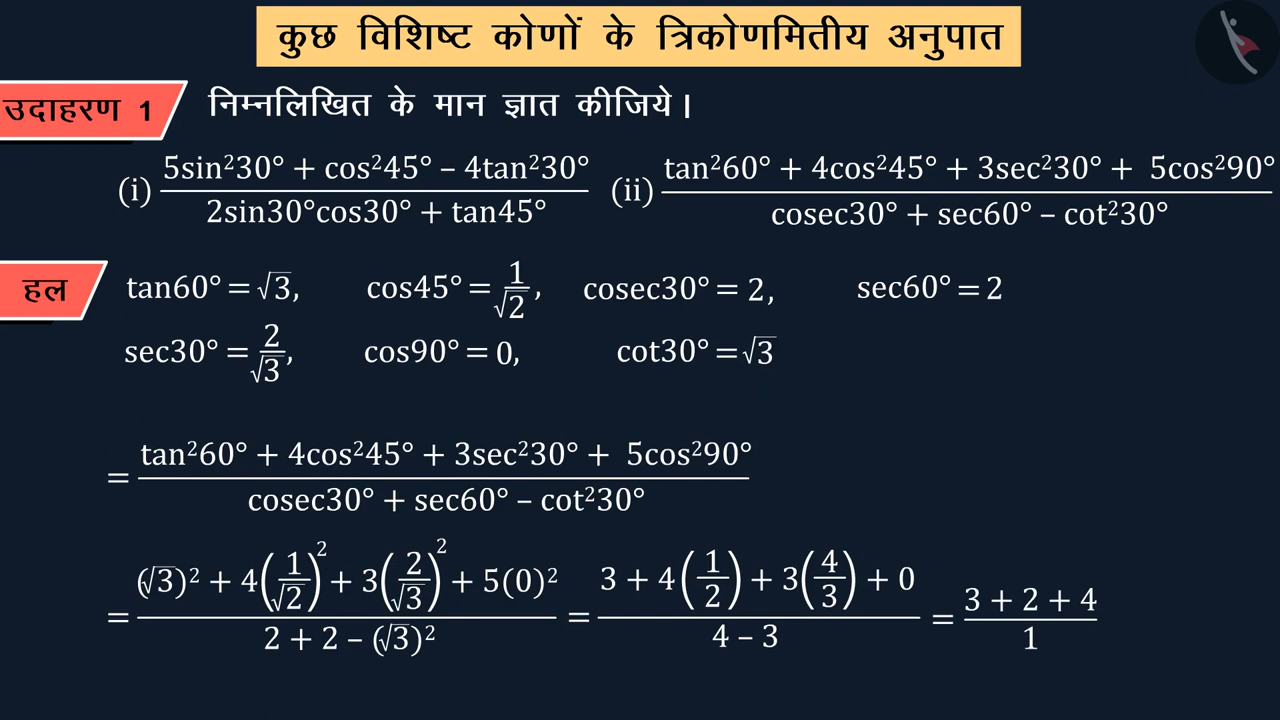 कुछ विशिष्ट कोणों के त्रिकोणमितीय अनुपात
उदाहरण 1 निम्नलिखित के मान ज्ञात कीजिये।
(i) (5sin²30° + cos²45° – 4tan²30°)/(2sin30°cos30° + tan45°) (ii) (tan²60° + 4cos²45° + 3sec²30° + 5cos²90°)/(cosec30° + sec60° – cot²30°)
हल tan60° = √3, cos45° = 1/√2, cosec30° = 2, sec60° = 2
sec30° = 2/√3, cos90° = 0, cot30° = √3
= (tan²60° + 4cos²45° + 3sec²30° + 5cos²90°)/(cosec30° + sec60° – cot²30°)
= ((√3)² + 4(1/√2)² + 3(2/√3)² + 5(0)²)/(2 + 2 – (√3)²) = (3 + 4(1/2) + 3(4/3) + 0)/(4 – 3) = (3 + 2 + 4)/1